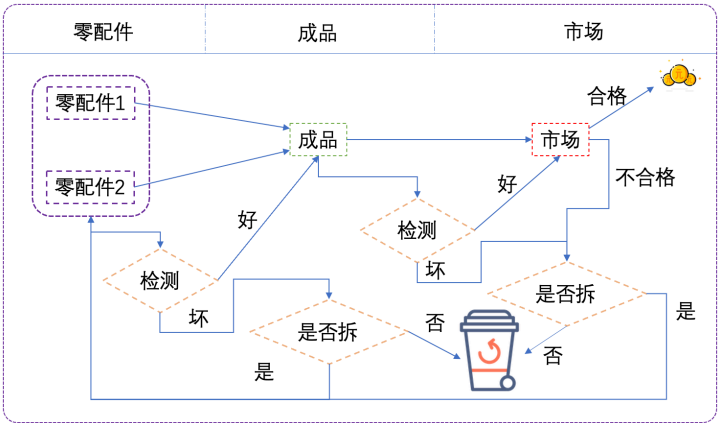 零配件
成品
市场
零配件1
合格
成品
市场
零配件2
好
不合格
好
检测
检测
坏
坏
是否拆
是否拆
否
是
否
是